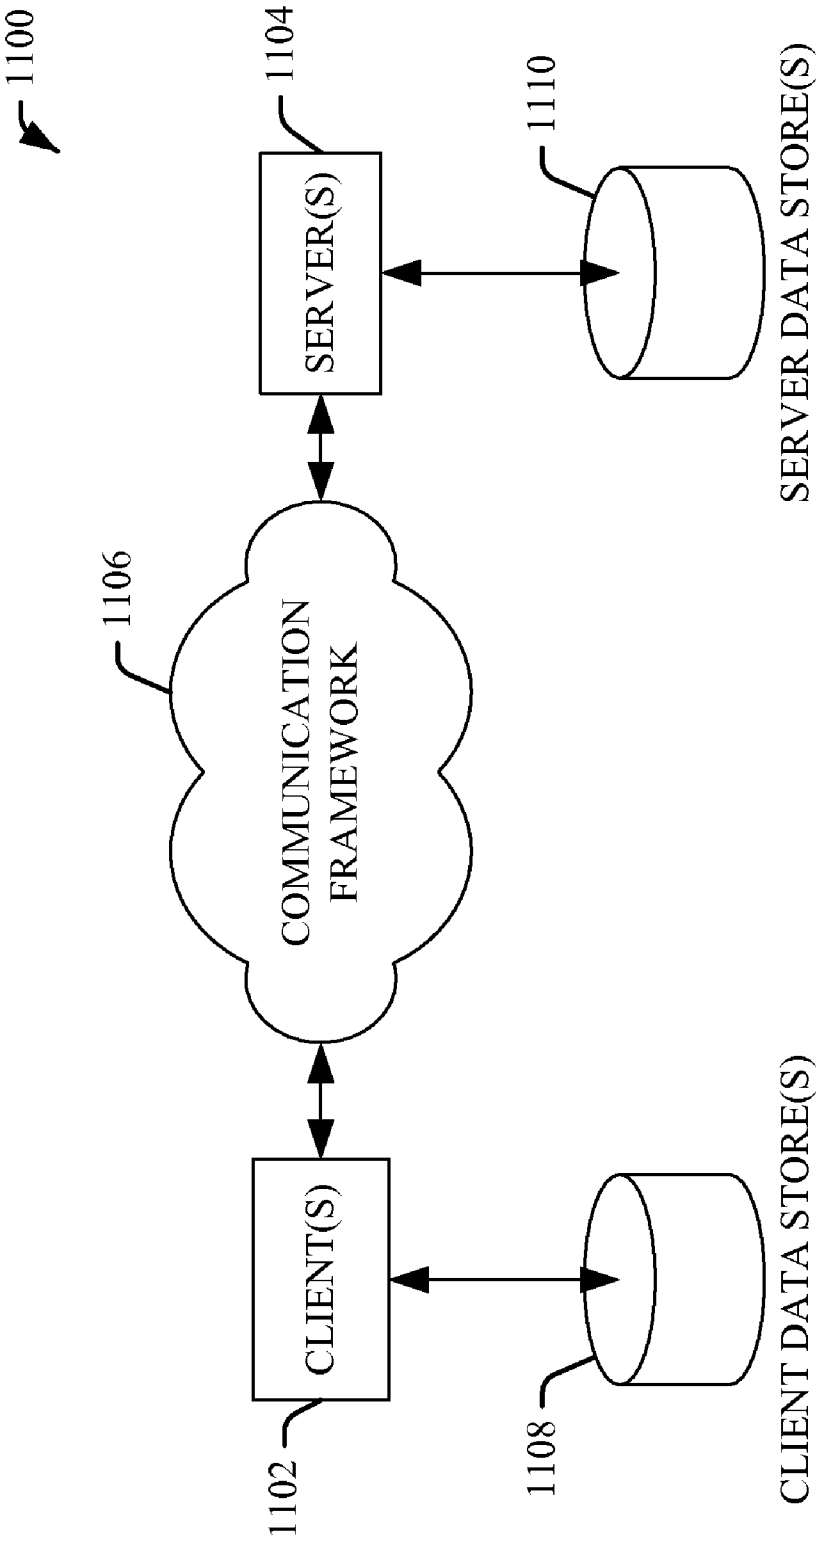 1100
1102
CLIENT(S)
1106
COMMUNICATION
FRAMEWORK
1104
SERVER(S)
1108
CLIENT DATA STORE(S)
1110
SERVER DATA STORE(S)